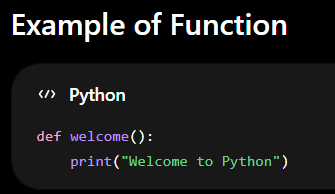 Example of Function
</> Python
def welcome():
    print("Welcome to Python")